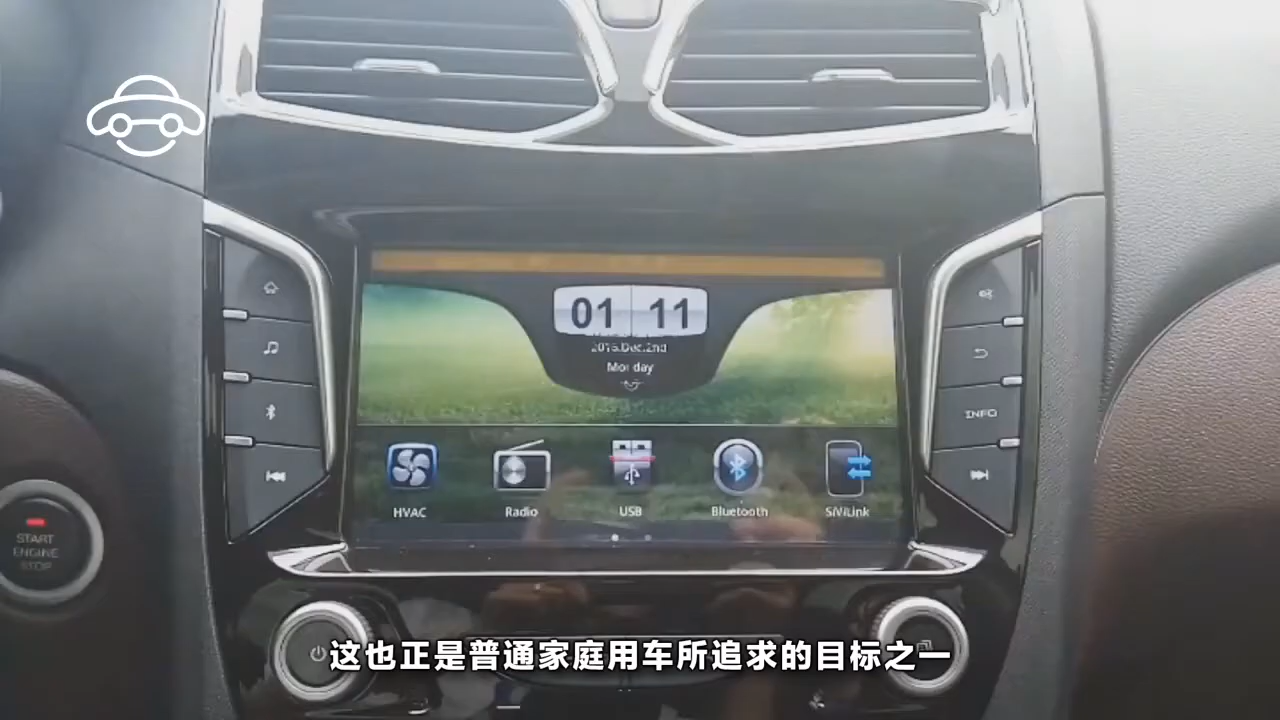 01 11
Monday
INFO
HVAC Radio USB Bluetooth SiViLink
START
ENGINE
STOP
这也正是普通家庭用车所追求的目标之一